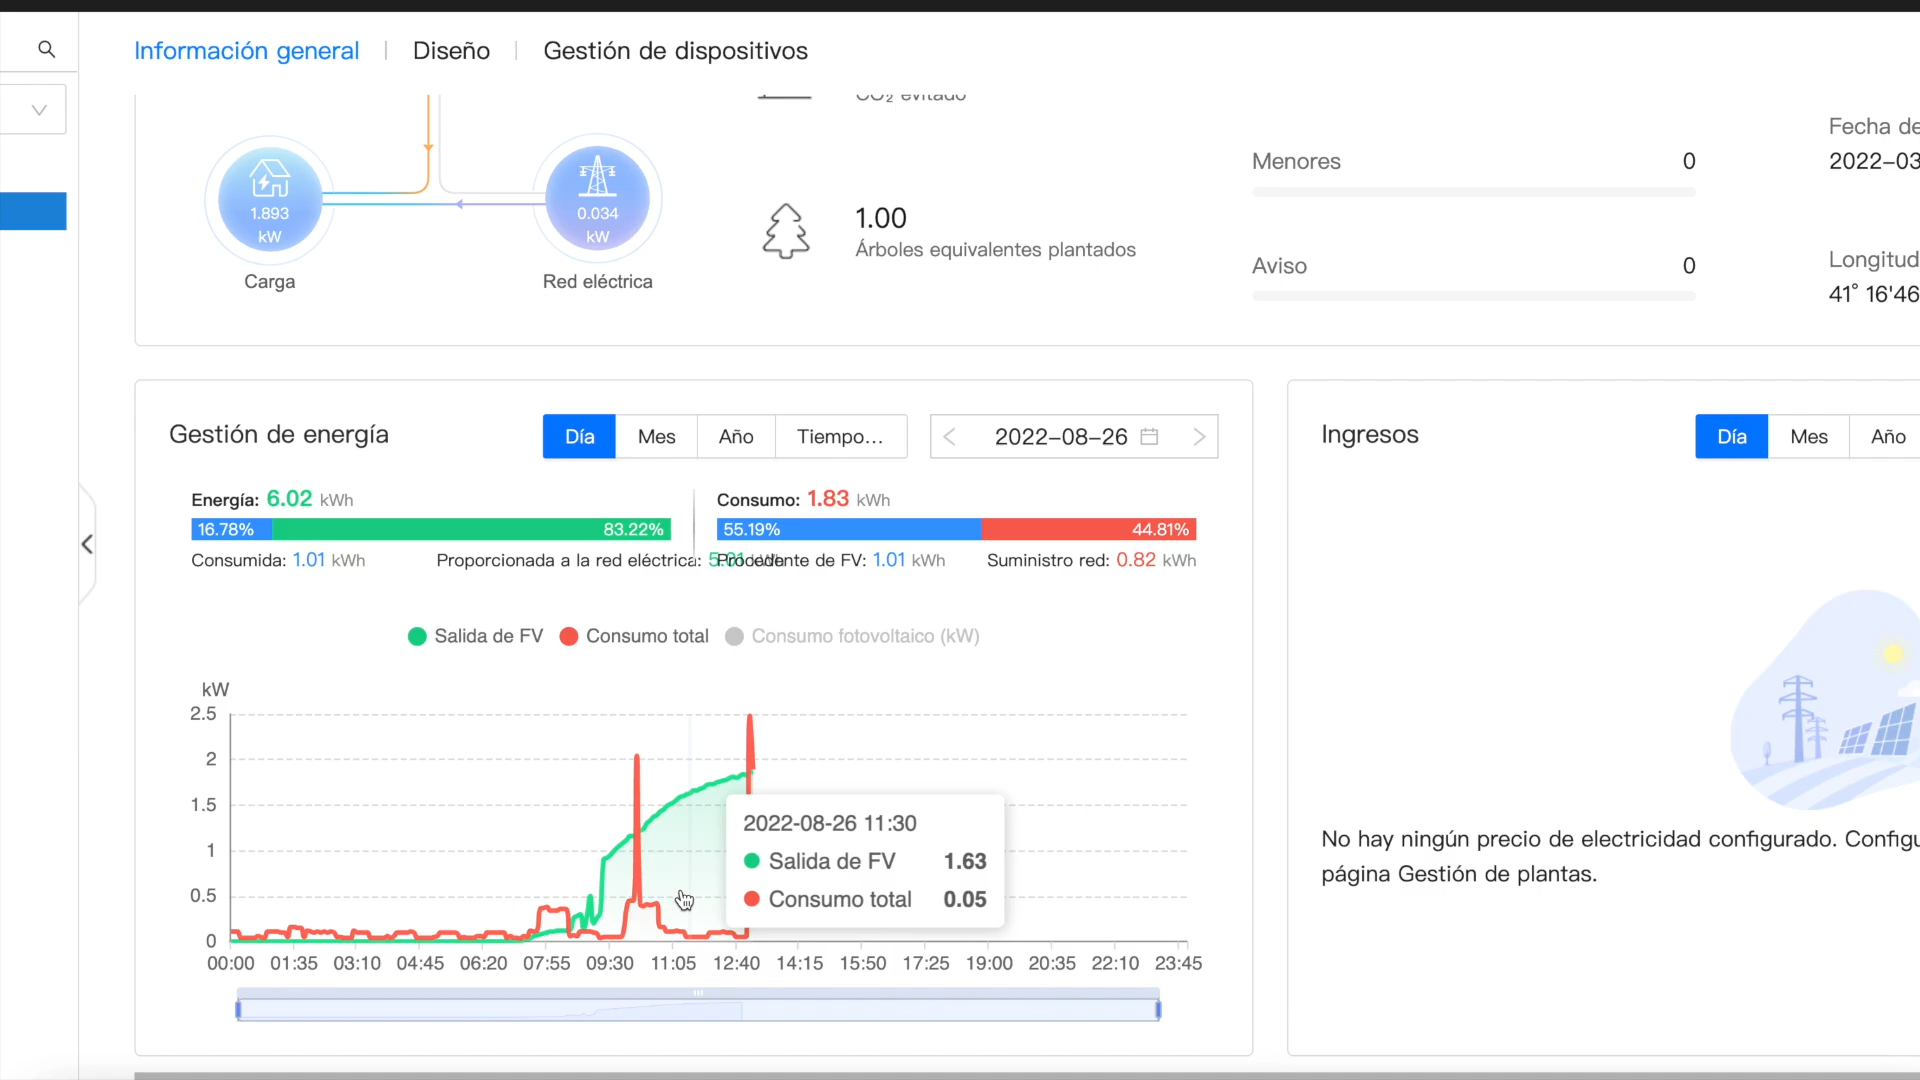 Información general | Diseño | Gestión de dispositivos
CO₂ evitado
1.893
kW
Carga
0.034
kW
Red eléctrica
1.00
Árboles equivalentes plantados
Menores 0
Aviso 0
Fecha de
2022-03
Longitud
41° 16'46
Gestión de energía
Día Mes Año Tiempo...
2022-08-26
Energía: 6.02 kWh
16.78% 83.22%
Consumida: 1.01 kWh Proporcionada a la red eléctrica: 5.01 kWh
Consumo: 1.83 kWh
55.19% 44.81%
Procedente de FV: 1.01 kWh Suministro red: 0.82 kWh
Salida de FV Consumo total Consumo fotovoltaico (kW)
kW
2.5
2
1.5
1
0.5
0
00:00 01:35 03:10 04:45 06:20 07:55 09:30 11:05 12:40 14:15 15:50 17:25 19:00 20:35 22:10 23:45
2022-08-26 11:30
Salida de FV 1.63
Consumo total 0.05
Ingresos
Día Mes Año
No hay ningún precio de electricidad configurado. Configu
página Gestión de plantas.